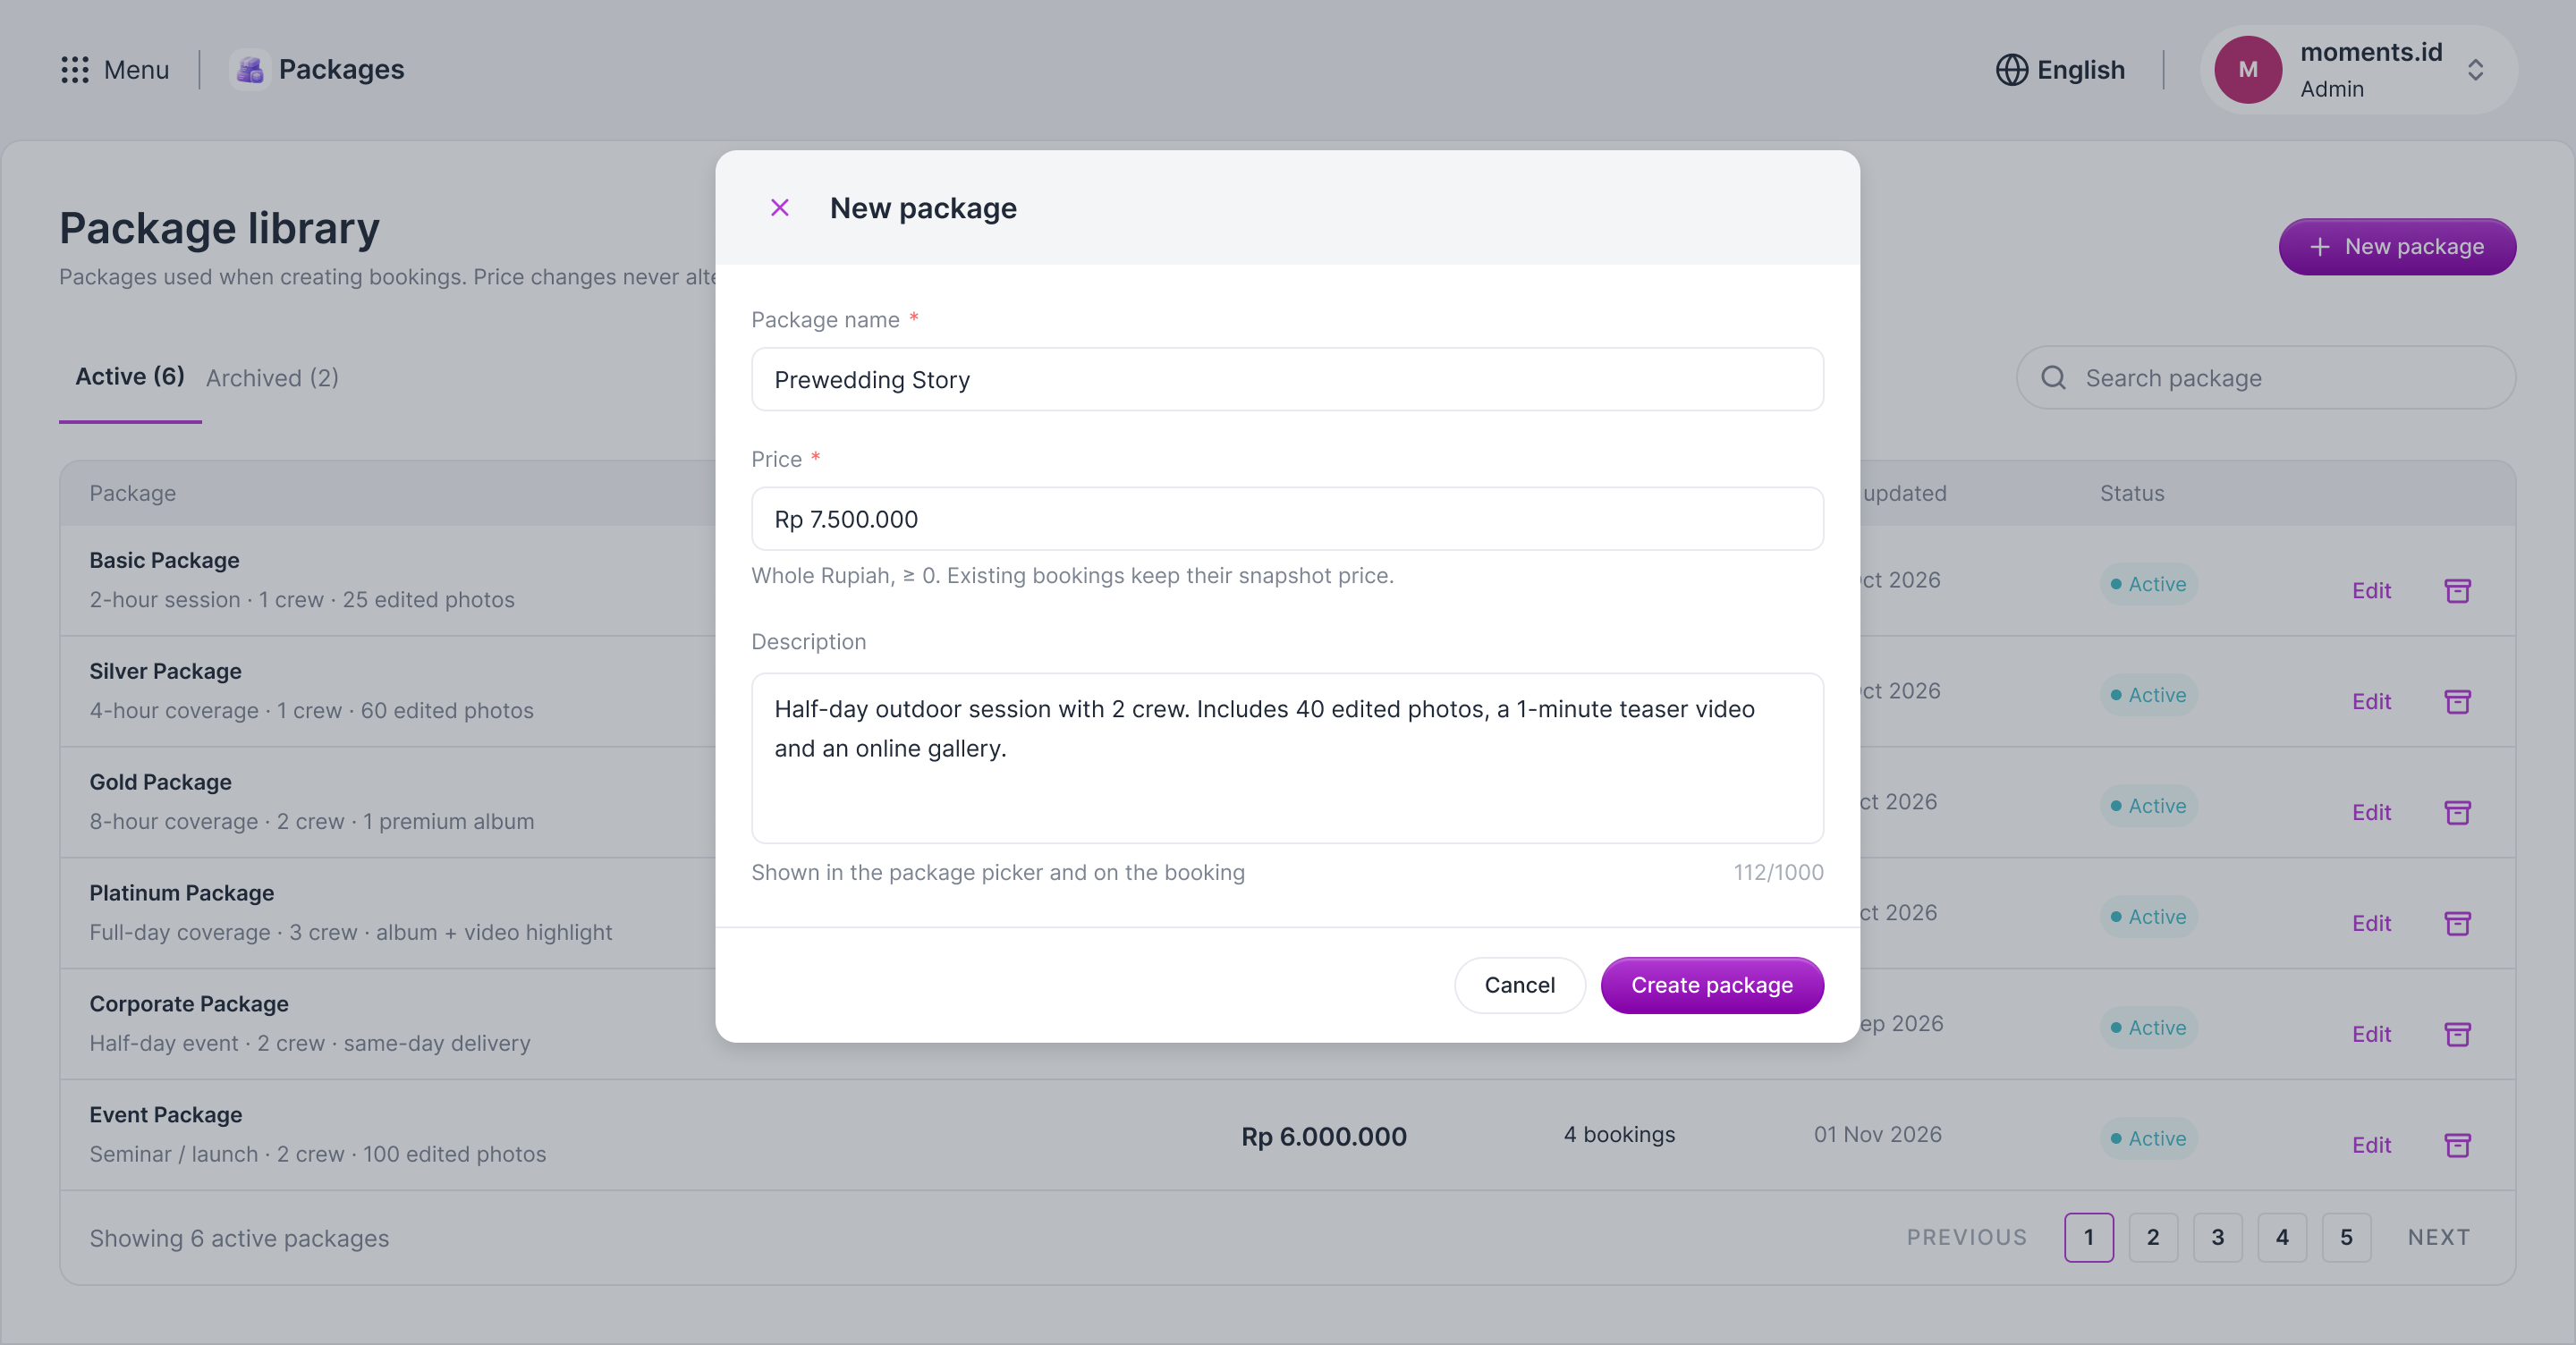 Menu
Packages
English
M
moments.id
Admin
Package library
Packages used when creating bookings. Price changes never
New package
Active (6)
Archived (2)
Search package
Package
updated
Status
Basic Package
2-hour session · 1 crew · 25 edited photos
2026
Active
Edit
Silver Package
4-hour coverage · 1 crew · 60 edited photos
2026
Active
Edit
Gold Package
8-hour coverage · 2 crew · 1 premium album
2026
Active
Edit
Platinum Package
Full-day coverage · 3 crew · album + video highlight
2026
Active
Edit
Corporate Package
Half-day event · 2 crew · same-day delivery
2026
Active
Edit
Event Package
Seminar / launch · 2 crew · 100 edited photos
Rp 6.000.000
4 bookings
01 Nov 2026
Active
Edit
Showing 6 active packages
PREVIOUS
1
2
3
4
5
NEXT
New package
Package name *
Prewedding Story
Price *
Rp 7.500.000
Whole Rupiah, ≥ 0. Existing bookings keep their snapshot price.
Description
Half-day outdoor session with 2 crew. Includes 40 edited photos, a 1-minute teaser video
and an online gallery.
Shown in the package picker and on the booking
112/1000
Cancel
Create package